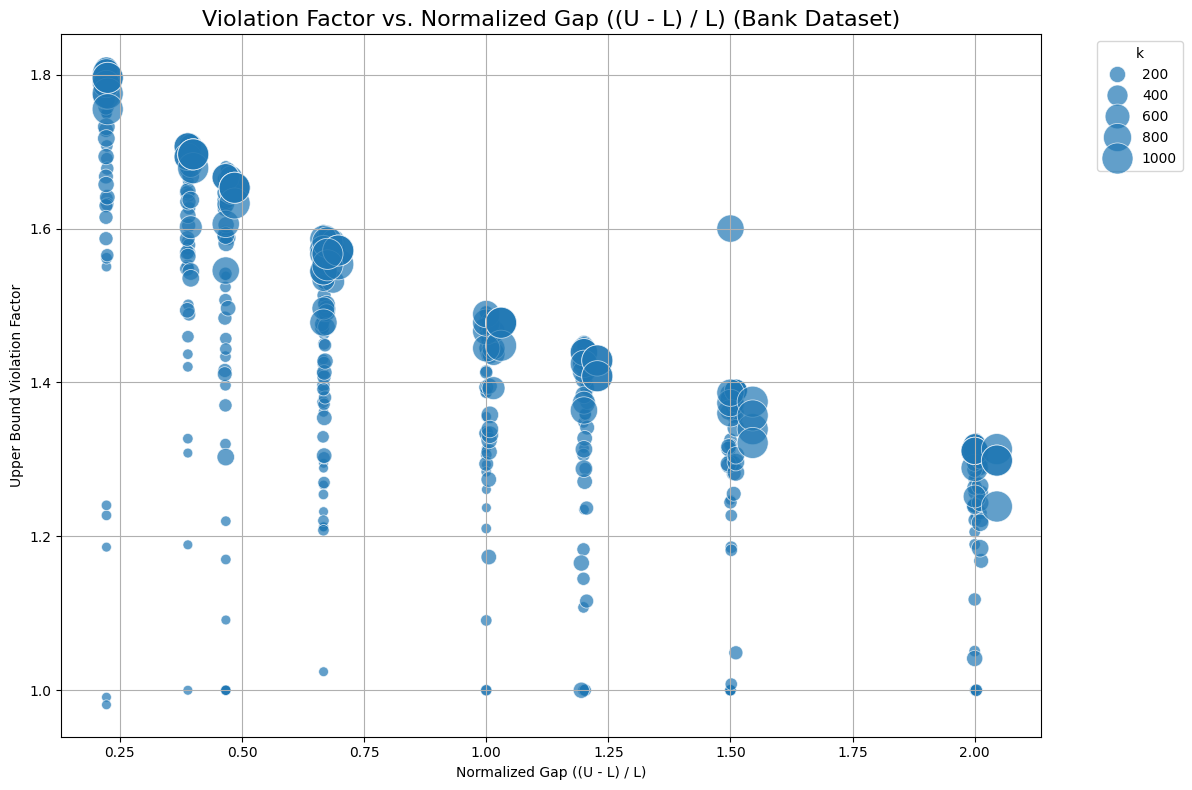 Violation Factor vs. Normalized Gap ((U - L) / L) (Bank Dataset)
k
200
400
600
800
1000
Upper Bound Violation Factor
1.8
1.6
1.4
1.2
1.0
0.25 0.50 0.75 1.00 1.25 1.50 1.75 2.00
Normalized Gap ((U - L) / L)